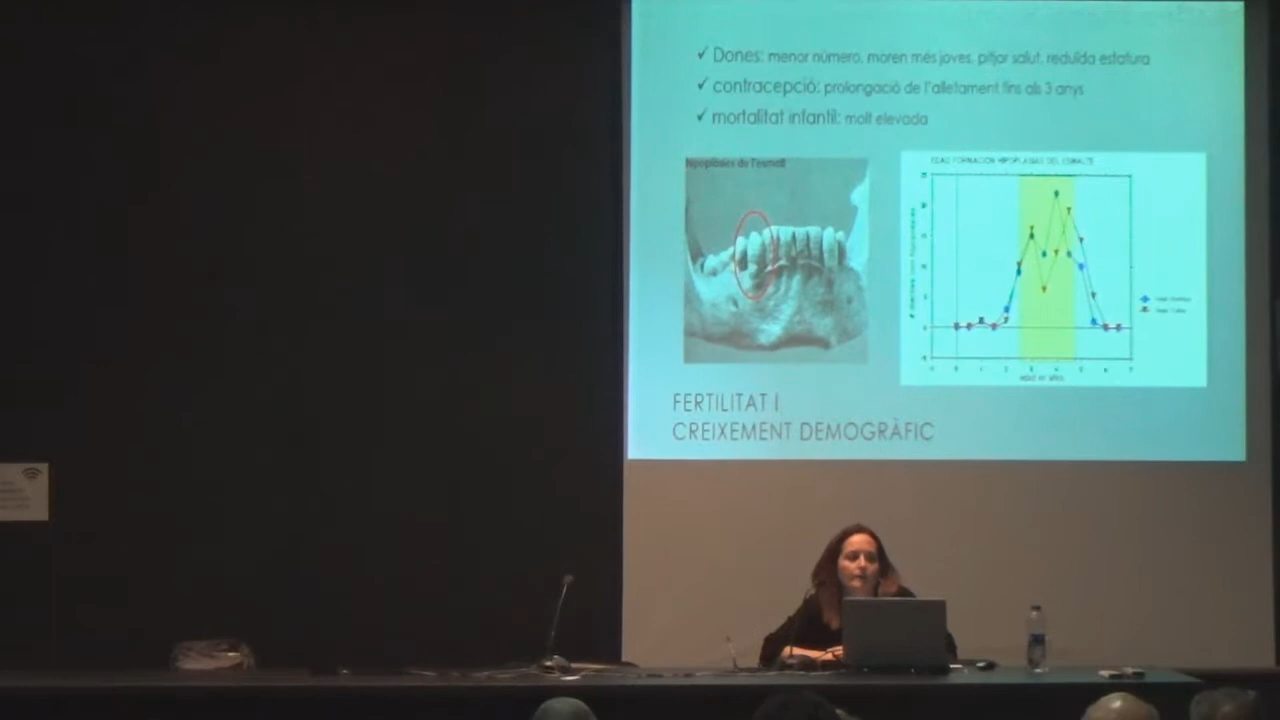 ✓ Dones: menor número, moren més joves, pitjor salut, reduïda estatura
✓ contracepció: prolongació de l'alletament fins als 3 anys
✓ mortalitat infantil: molt elevada
hipoplàsies de l'esmalt
EDAD FORMACION HIPOPLASIAS DEL ESMALTE
FERTILITAT I
CREIXEMENT DEMOGRÀFIC